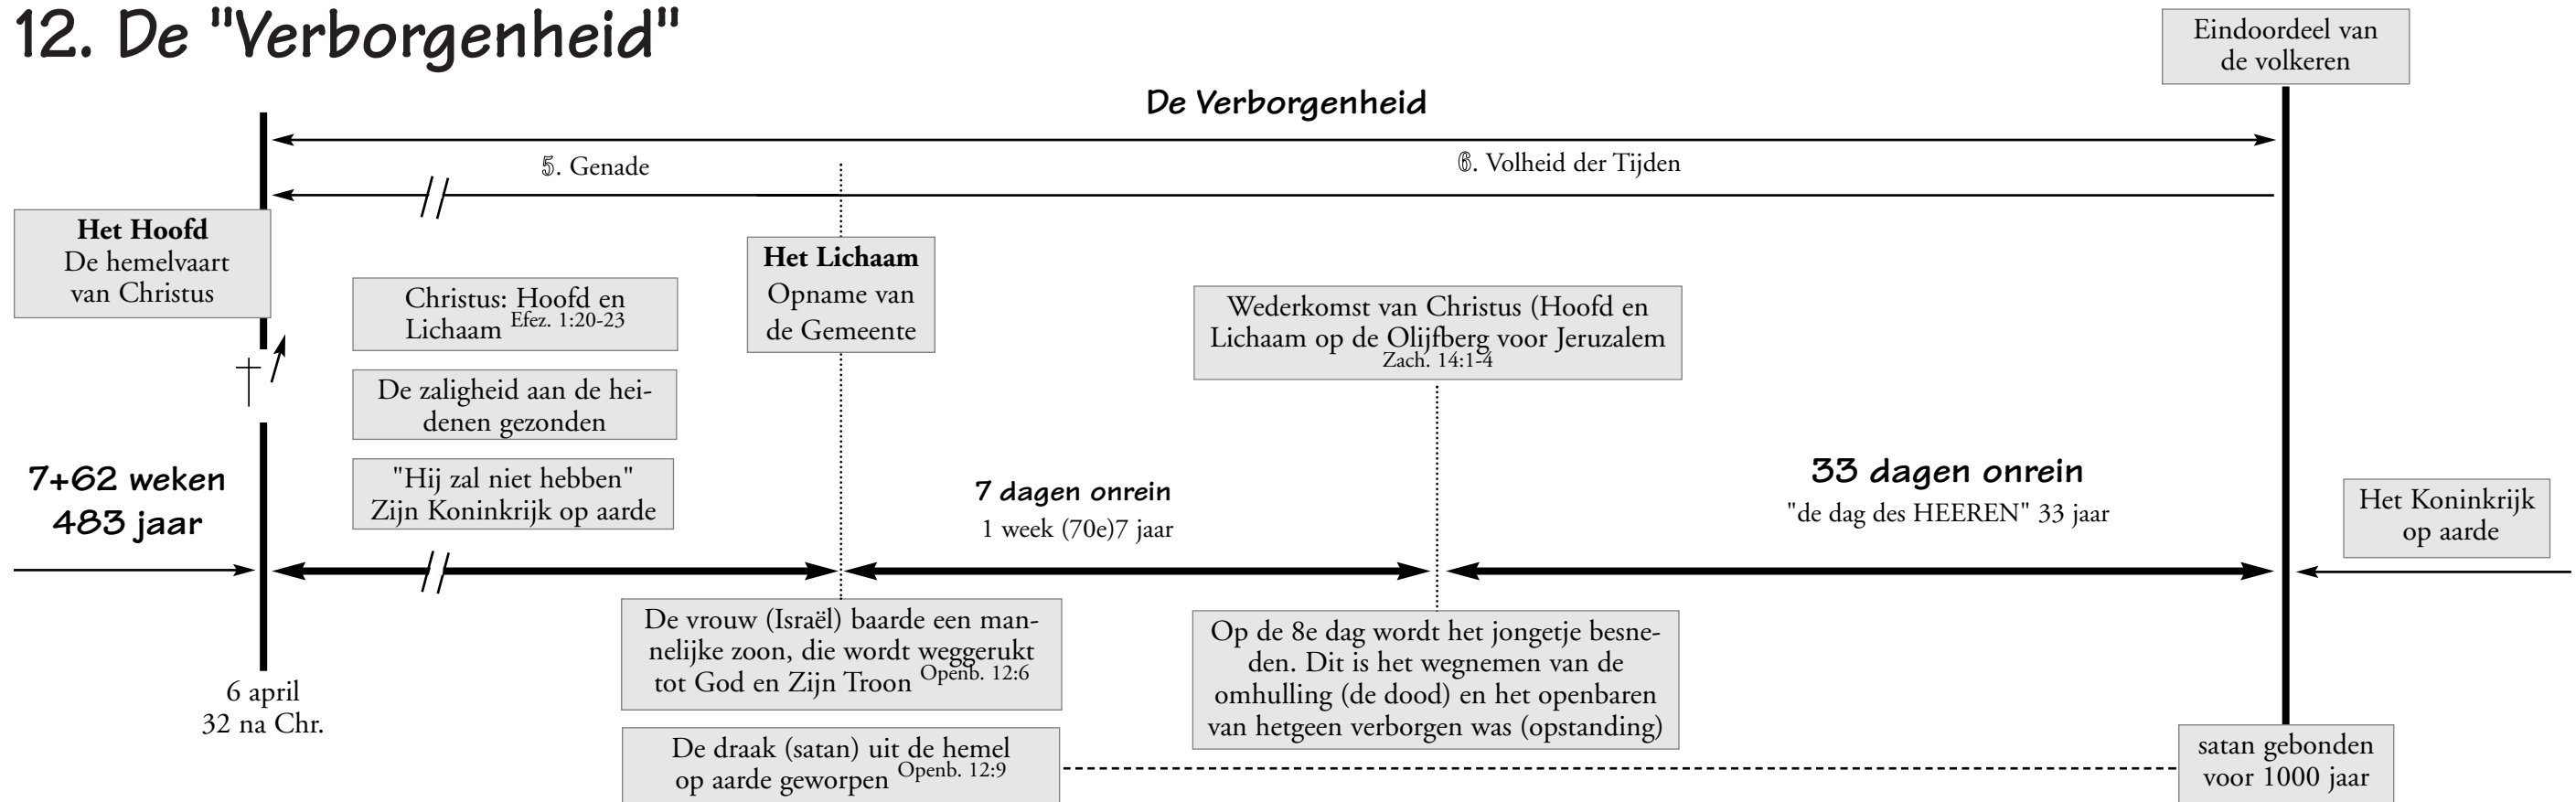 12. De "Verborgenheid"
Eindoordeel van
de volkeren
De Verborgenheid
5. Genade
6. Volheid der Tijden
Het Hoofd
De hemelvaart
van Christus
Christus: Hoofd en
Lichaam Efez. 1:20-23
De zaligheid aan de hei-
denen gezonden
"Hij zal niet hebben"
Zijn Koninkrijk op aarde
Het Lichaam
Opname van
de Gemeente
Wederkomst van Christus (Hoofd en
Lichaam op de Olijfberg voor Jeruzalem
Zach. 14:1-4
7+62 weken
483 jaar
7 dagen onrein
1 week (70e)7 jaar
33 dagen onrein
"de dag des HEEREN" 33 jaar
Het Koninkrijk
op aarde
6 april
32 na Chr.
De vrouw (Israël) baarde een man-
nelijke zoon, die wordt weggerukt
tot God en Zijn Troon Openb. 12:6
De draak (satan) uit de hemel
op aarde geworpen Openb. 12:9
Op de 8e dag wordt het jongetje besne-
den. Dit is het wegnemen van de
omhulling (de dood) en het openbaren
van hetgeen verborgen was (opstanding)
satan gebonden
voor 1000 jaar